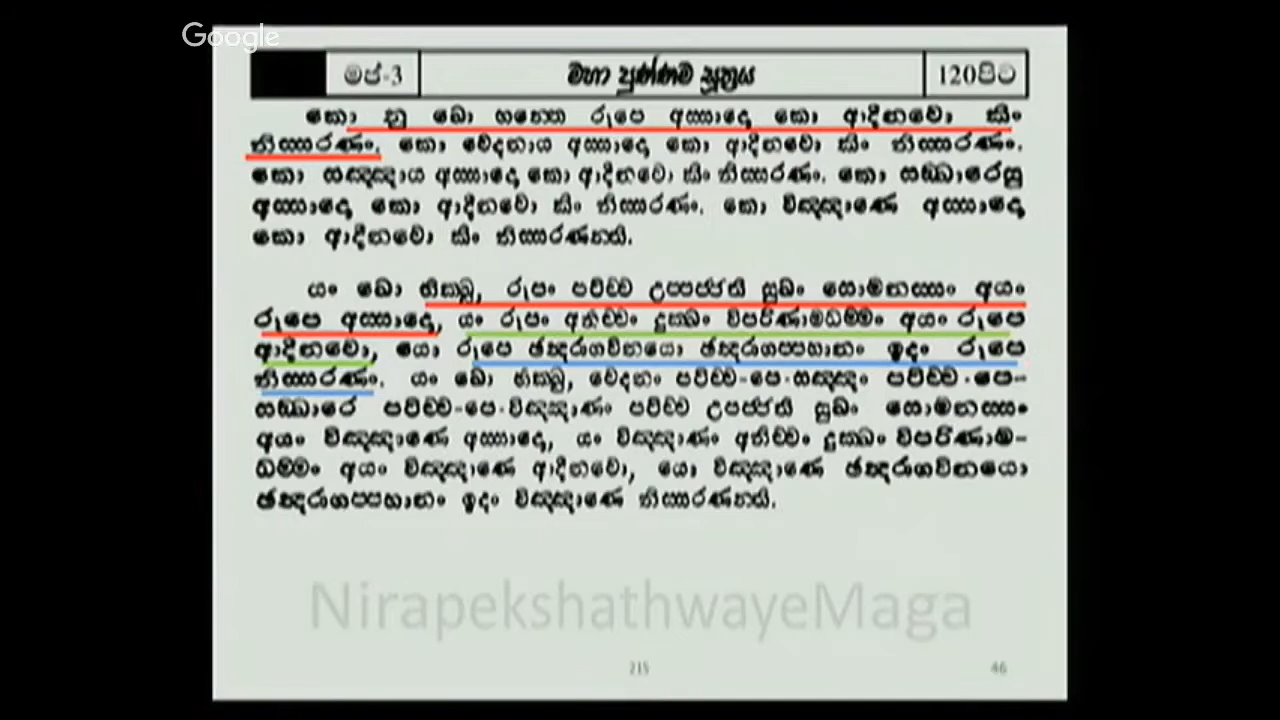 Google
මජ්-3
මහා පුණ්ණම සූත්‍රය
120පිට
කො නු ඛො භන්තෙ රූපෙ අස්සාදො කො ආදීනවො කිං
නිස්සරණං. කො වේදනාය අස්සාදො කො ආදීනවො කිං නිස්සරණං.
කො සඤ්ඤාය අස්සාදො කො ආදීනවො කිං නිස්සරණං. කො සඞ්ඛාරෙසු
අස්සාදො කො ආදීනවො කිං නිස්සරණං. කො විඤ්ඤාණෙ අස්සාදො
කො ආදීනවො කිං නිස්සරණන්ති.
යං ඛො භික්ඛු, රූපං පටිච්ච උප්පජ්ජති සුඛං සොමනස්සං අයං
රූපෙ අස්සාදො, යං රූපං අනිච්චං දුක්ඛං විපරිණාමධම්මං අයං රූපෙ
ආදීනවො, යො රූපෙ ඡන්දරාගවිනයො ඡන්දරාගප්පහානං ඉදං රූපෙ
නිස්සරණං. යං ඛො භික්ඛු, වේදනං පටිච්ච-පෙ-සඤ්ඤං පටිච්ච-පෙ-
සඞ්ඛාරෙ පටිච්ච-පෙ-විඤ්ඤාණං පටිච්ච උපජ්ජති සුඛං සොමනස්සං
අයං විඤ්ඤාණෙ අස්සාදො, යං විඤ්ඤාණං අනිච්චං දුක්ඛං විපරිණාම-
ධම්මං අයං විඤ්ඤාණෙ ආදීනවො, යො විඤ්ඤාණෙ ඡන්දරාගවිනයො
ඡන්දරාගප්පහානං ඉදං විඤ්ඤාණෙ නිස්සරණන්ති.
NirapekshathwayeMaga
215
46